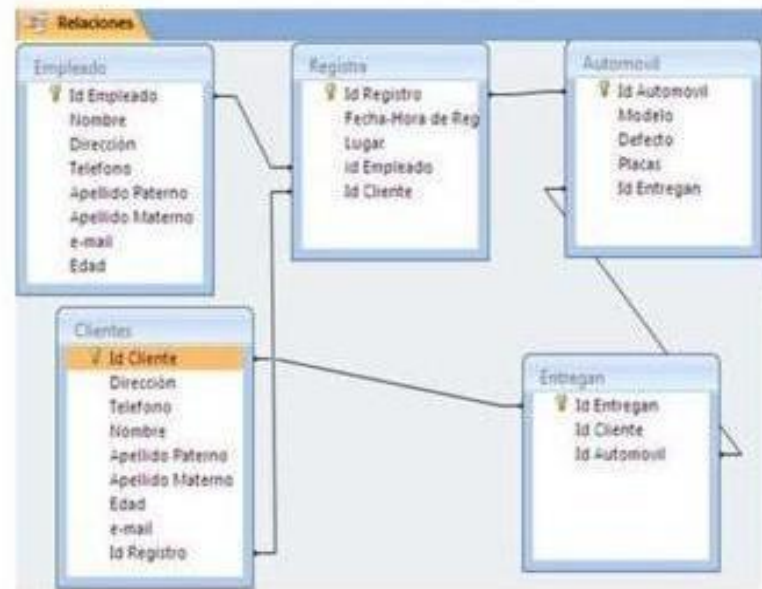 Relaciones
Empleado
Id Empleado
Nombre
Dirección
Telefono
Apellido Paterno
Apellido Materno
e-mail
Edad
Registra
Id Registro
Fecha-Hora de Reg
Lugar
id Empleado
Id Cliente
Automovil
Id Automovil
Modelo
Defecto
Placas
Id Entregan
Clientes
Id Cliente
Dirección
Telefono
Nombre
Apellido Paterno
Apellido Materno
Edad
e-mail
Id Registro
Entregan
Id Entregan
Id Cliente
Id Automovil